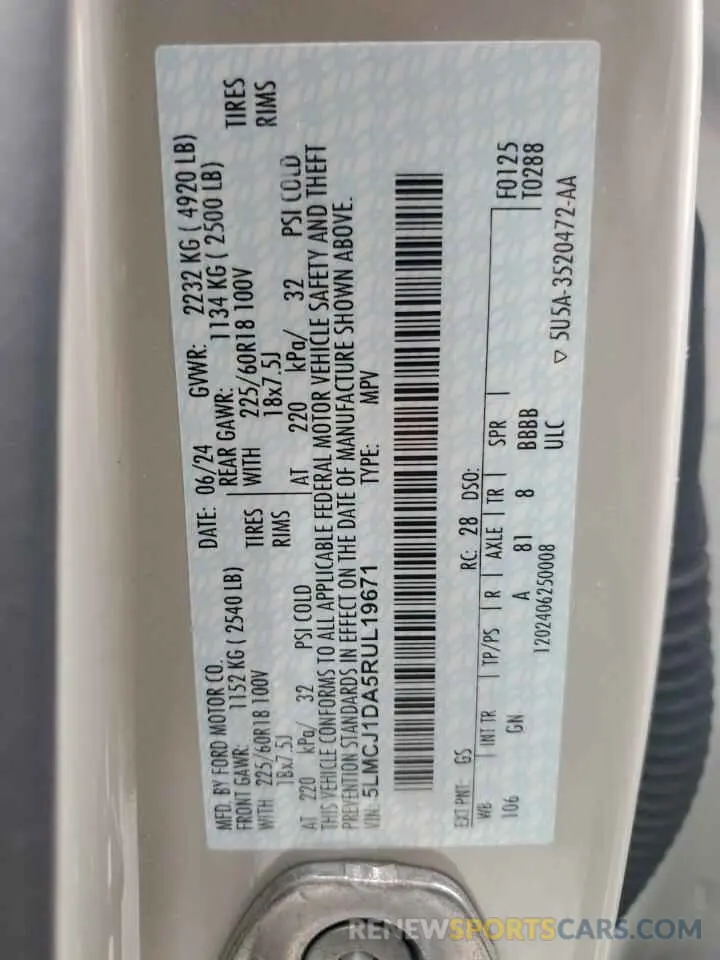 MFD. BY FORD MOTOR CO.
DATE: 06/24 GVWR: 2232 KG ( 4920 LB)
FRONT GAWR: 1152 KG ( 2540 LB)
REAR GAWR: 1134 KG ( 2500 LB)
WITH 225/60R18 100V TIRES
WITH 225/60R18 100V TIRES
18x7.5J RIMS
18x7.5J RIMS
AT 220 kPa/ 32 PSI COLD
AT 220 kPa/ 32 PSI COLD
THIS VEHICLE CONFORMS TO ALL APPLICABLE FEDERAL MOTOR VEHICLE SAFETY AND THEFT
PREVENTION STANDARDS IN EFFECT ON THE DATE OF MANUFACTURE SHOWN ABOVE.
VIN: 5LMCJ1DA5RUL19671 TYPE: MPV
EXT PNT: GS RC: 28 DSO: F0125
WB INT TR TP/PS R AXLE TR SPR T0288
106 GN A 81 8 BBBB
ULC
1202406250008 ▽ 5U5A-3520472-AA
RENEWSPORTSCARS.COM